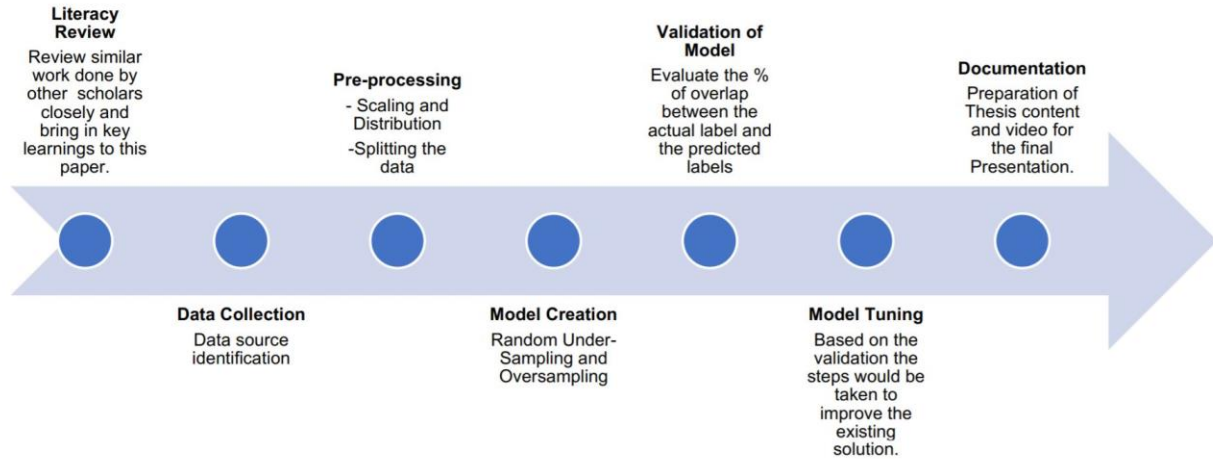 Literacy
Review
Review similar
work done by
other scholars
closely and
bring in key
learnings to this
paper.
Data Collection
Data source
identification
Pre-processing
- Scaling and
Distribution
-Splitting the
data
Model Creation
Random Under-
Sampling and
Oversampling
Validation of
Model
Evaluate the %
of overlap
between the
actual label and
the predicted
labels
Model Tuning
Based on the
validation the
steps would be
taken to
improve the
existing
solution.
Documentation
Preparation of
Thesis content
and video for
the final
Presentation.